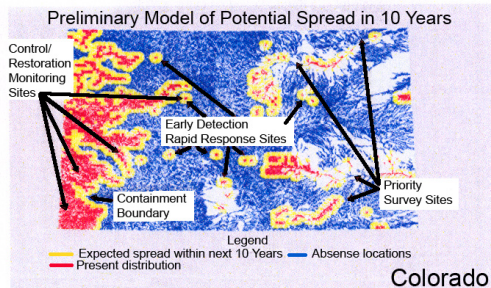 Preliminary Model of Potential Spread in 10 Years
Control/
Restoration
Monitoring
Sites
Early Detection
Rapid Response Sites
Containment
Boundary
Priority
Survey Sites
Legend
Expected spread within next 10 Years
Absense locations
Present distribution
Colorado